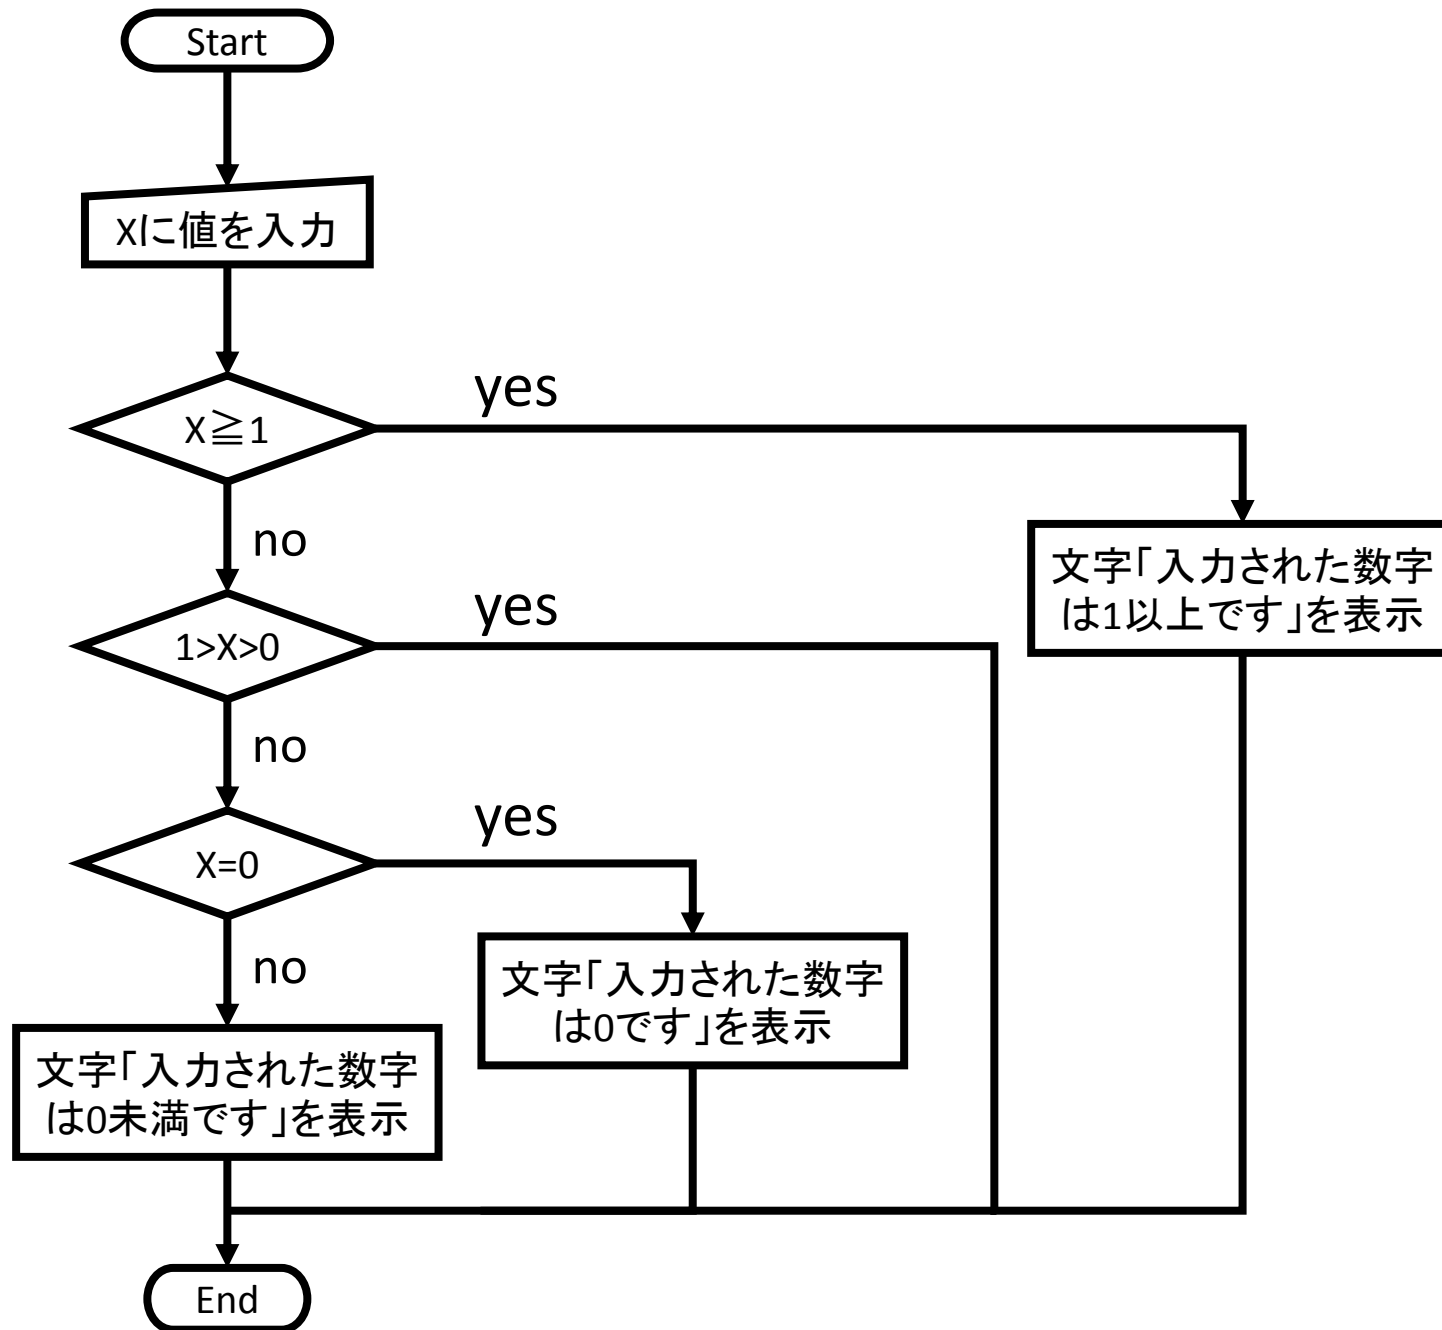 Start
Xに値を入力
X≧1
yes
no
文字「入力された数字
は1以上です」を表示
1>X>0
yes
no
X=0
yes
no
文字「入力された数字
は0です」を表示
文字「入力された数字
は0未満です」を表示
End